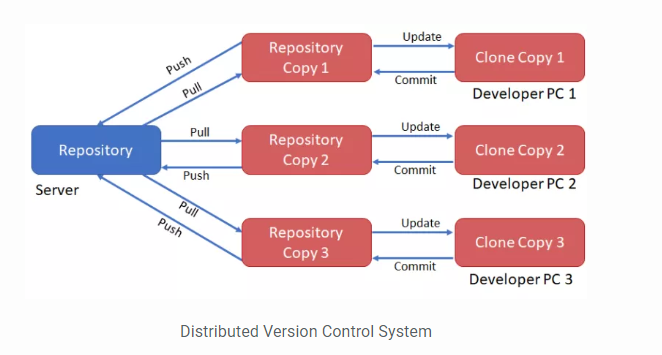 Push
Pull
Repository
Copy 1
Update
Commit
Clone Copy 1
Developer PC 1
Repository
Server
Pull
Push
Repository
Copy 2
Update
Commit
Clone Copy 2
Developer PC 2
Pull
Push
Repository
Copy 3
Update
Commit
Clone Copy 3
Developer PC 3
Distributed Version Control System